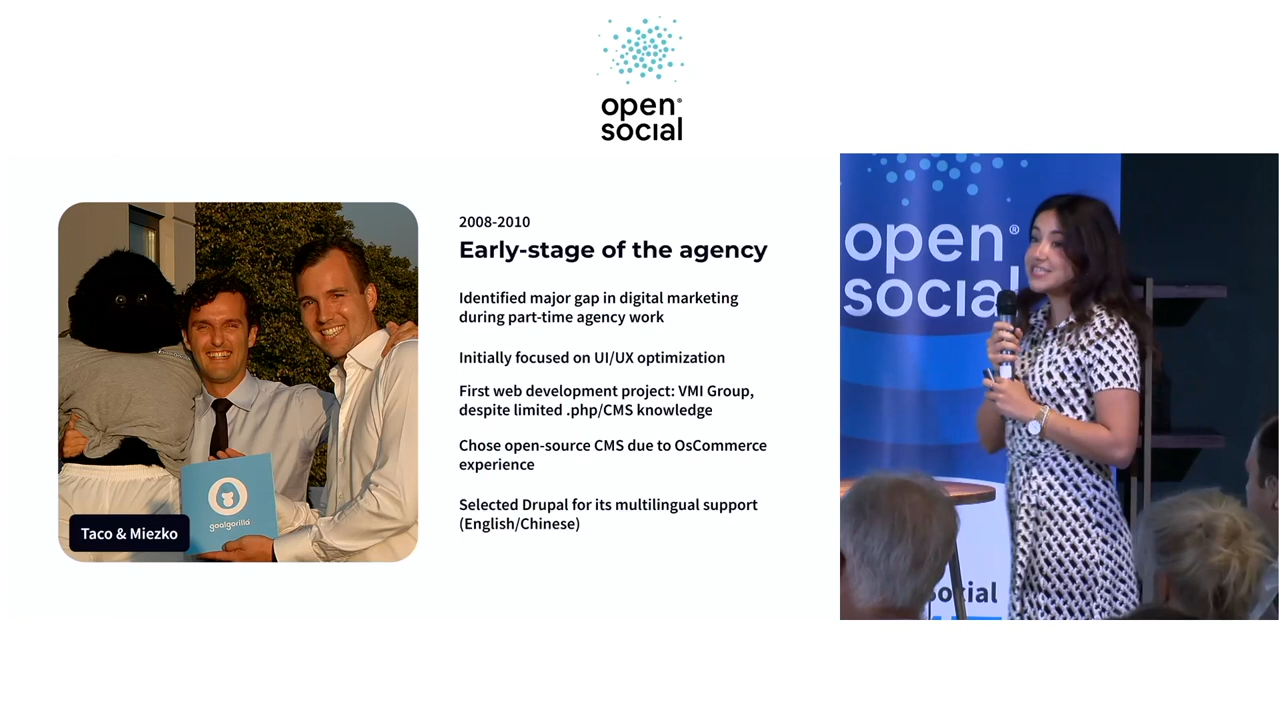 open®
social
2008-2010
Early-stage of the agency
Identified major gap in digital marketing
during part-time agency work
Initially focused on UI/UX optimization
First web development project: VMI Group,
despite limited .php/CMS knowledge
Chose open-source CMS due to OsCommerce
experience
Selected Drupal for its multilingual support
(English/Chinese)
goalgorilla
Taco & Miezko
open®
social
social